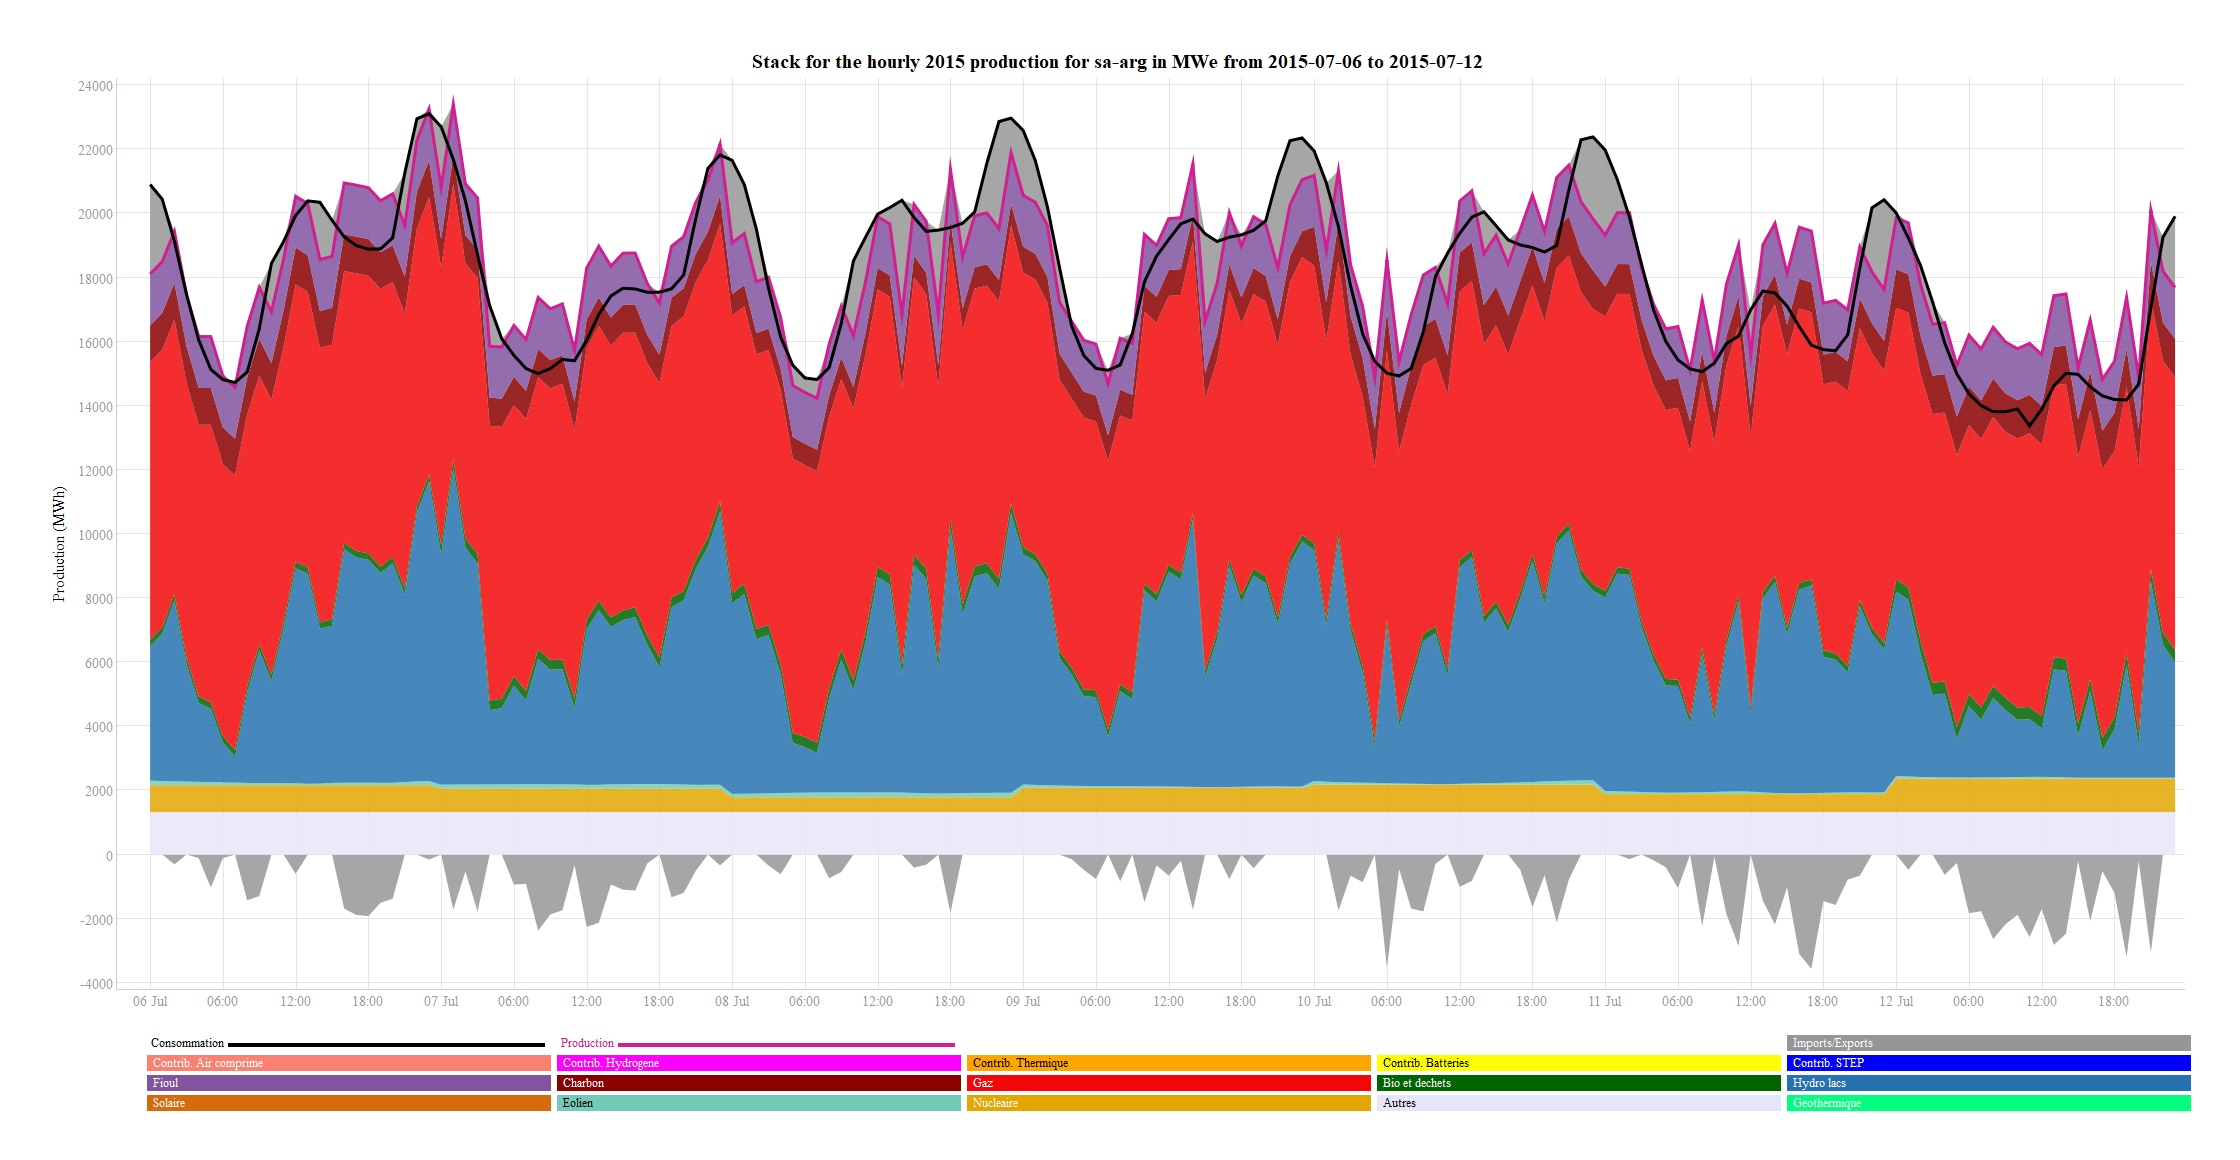 Stack for the hourly 2015 production for sa-arg in MWe from 2015-07-06 to 2015-07-12
24000
22000
20000
18000
16000
14000
12000
10000
8000
6000
4000
2000
0
-2000
-4000
Production (MWh)
06 Jul 06:00 12:00 18:00 07 Jul 06:00 12:00 18:00 08 Jul 06:00 12:00 18:00 09 Jul 06:00 12:00 18:00 10 Jul 06:00 12:00 18:00 11 Jul 06:00 12:00 18:00 12 Jul 06:00 12:00 18:00
Consommation Production Imports/Exports
Contrib. Air comprime Contrib. Hydrogene Contrib. Thermique Contrib. Batteries Contrib. STEP
Fioul Charbon Gaz Bio et dechets Hydro lacs
Solaire Eolien Nucleaire Autres Geothermique